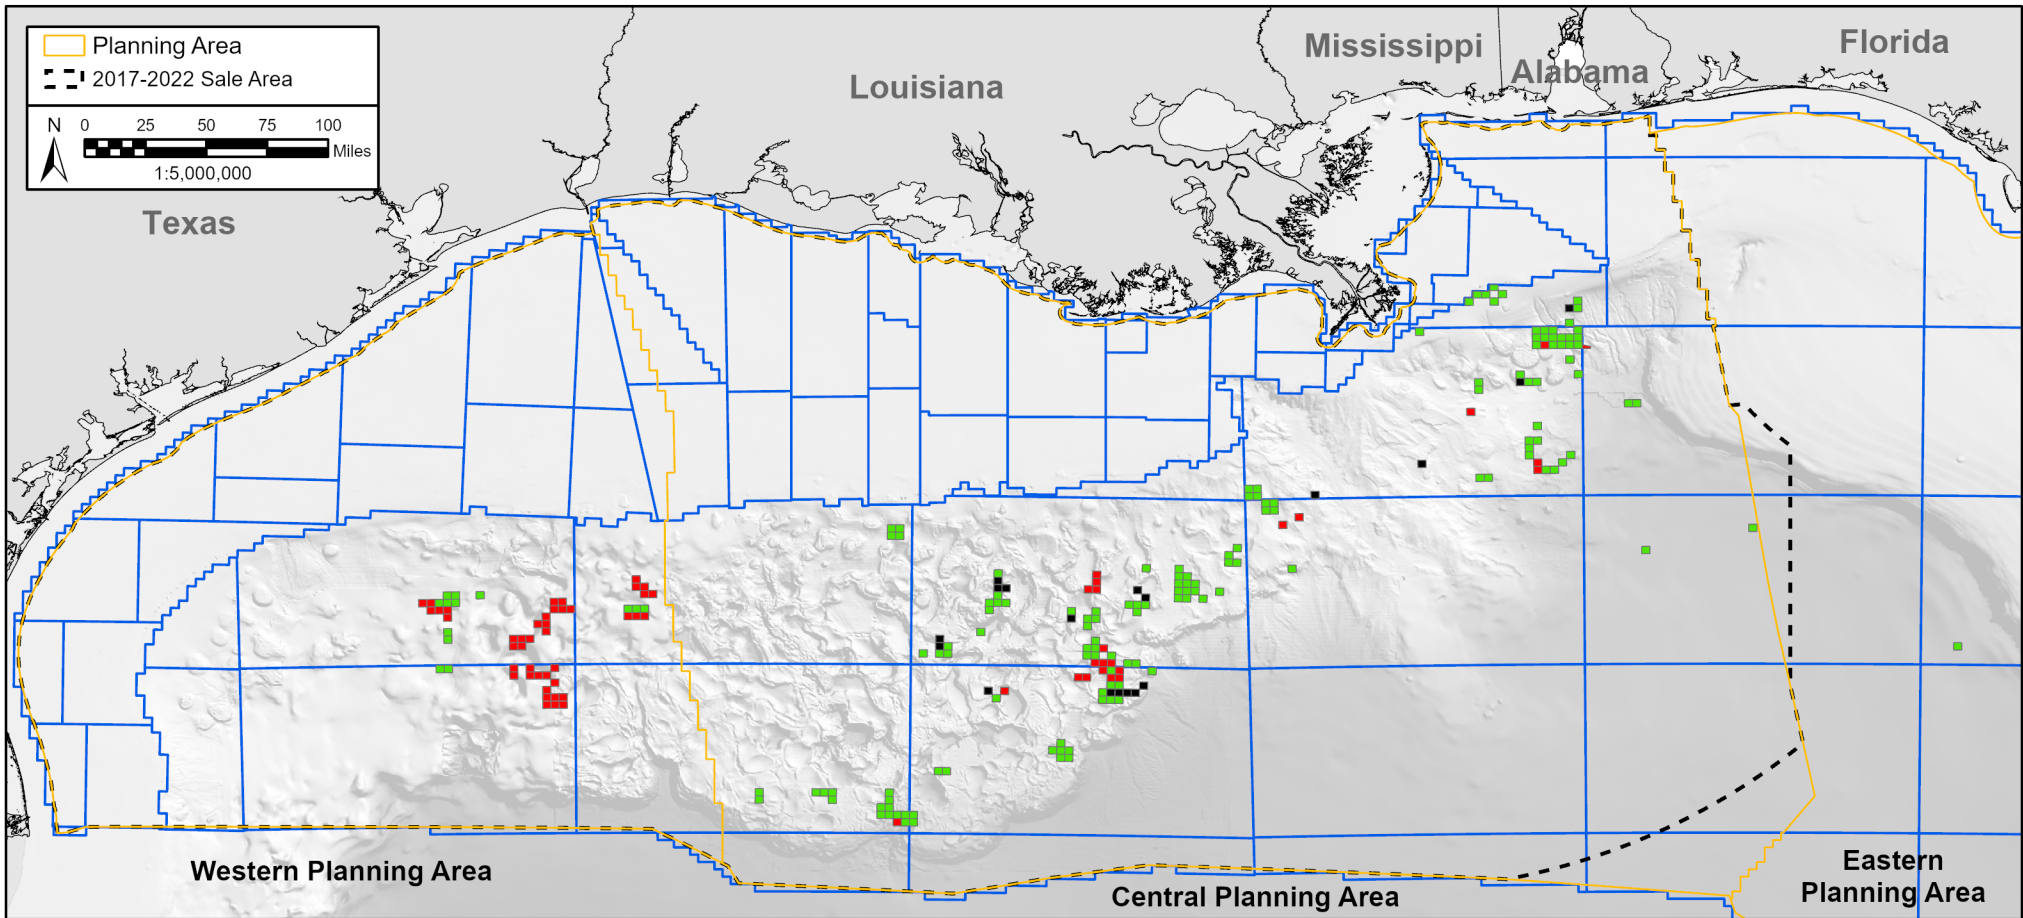 Planning Area
2017-2022 Sale Area
N
0 25 50 75 100
Miles
1:5,000,000
Texas
Louisiana
Mississippi
Alabama
Florida
Western Planning Area
Central Planning Area
Eastern
Planning Area